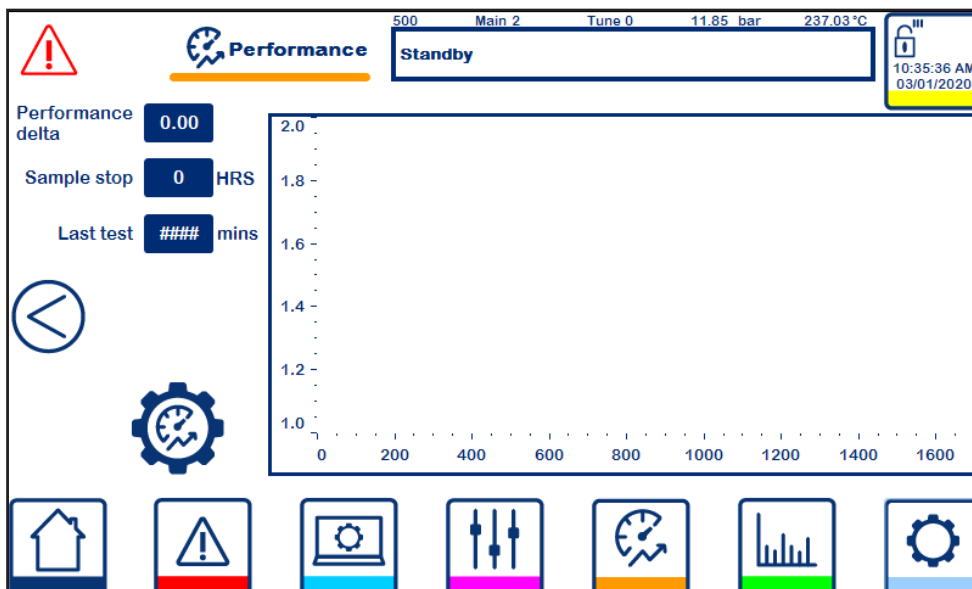 500 Main 2 Tune 0 11.85 bar 237.03 °C
Performance
Standby
10:35:36 AM
03/01/2020
Performance
delta
0.00
Sample stop 0 HRS
Last test #### mins
2.0
1.8
1.6
1.4
1.2
1.0
0 200 400 600 800 1000 1200 1400 1600